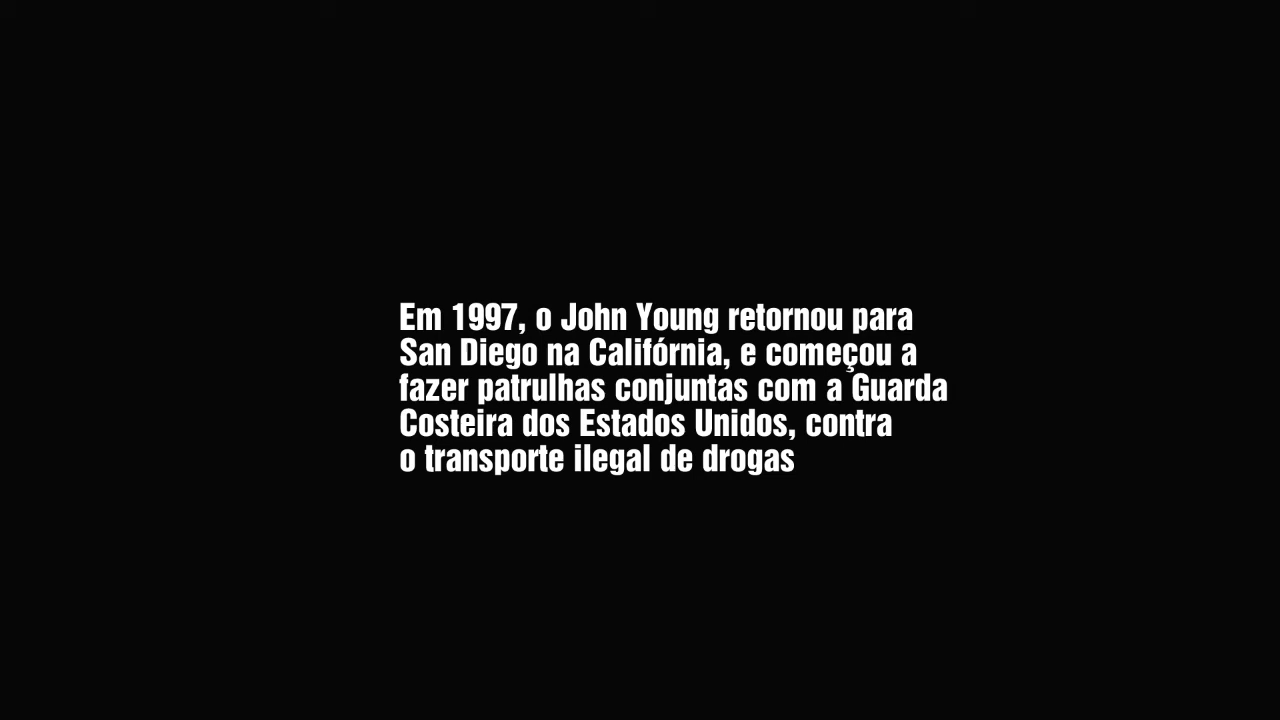 Em 1997, o John Young retornou para
San Diego na Califórnia, e começou a
fazer patrulhas conjuntas com a Guarda
Costeira dos Estados Unidos, contra
o transporte ilegal de drogas